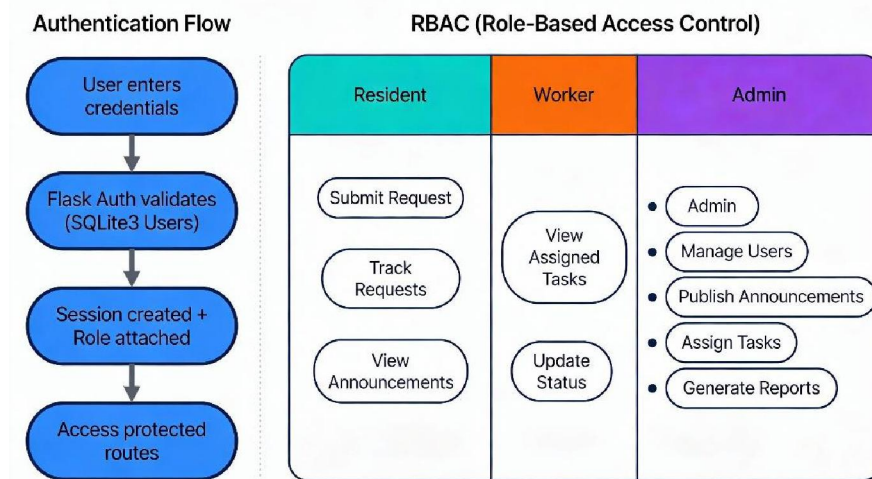 Authentication Flow
User enters
credentials
Flask Auth validates
(SQLite3 Users)
Session created +
Role attached
Access protected
routes
RBAC (Role-Based Access Control)
Resident
Submit Request
Track
Requests
View
Announcements
Worker
View
Assigned
Tasks
Update
Status
Admin
Admin
Manage Users
Publish Announcements
Assign Tasks
Generate Reports